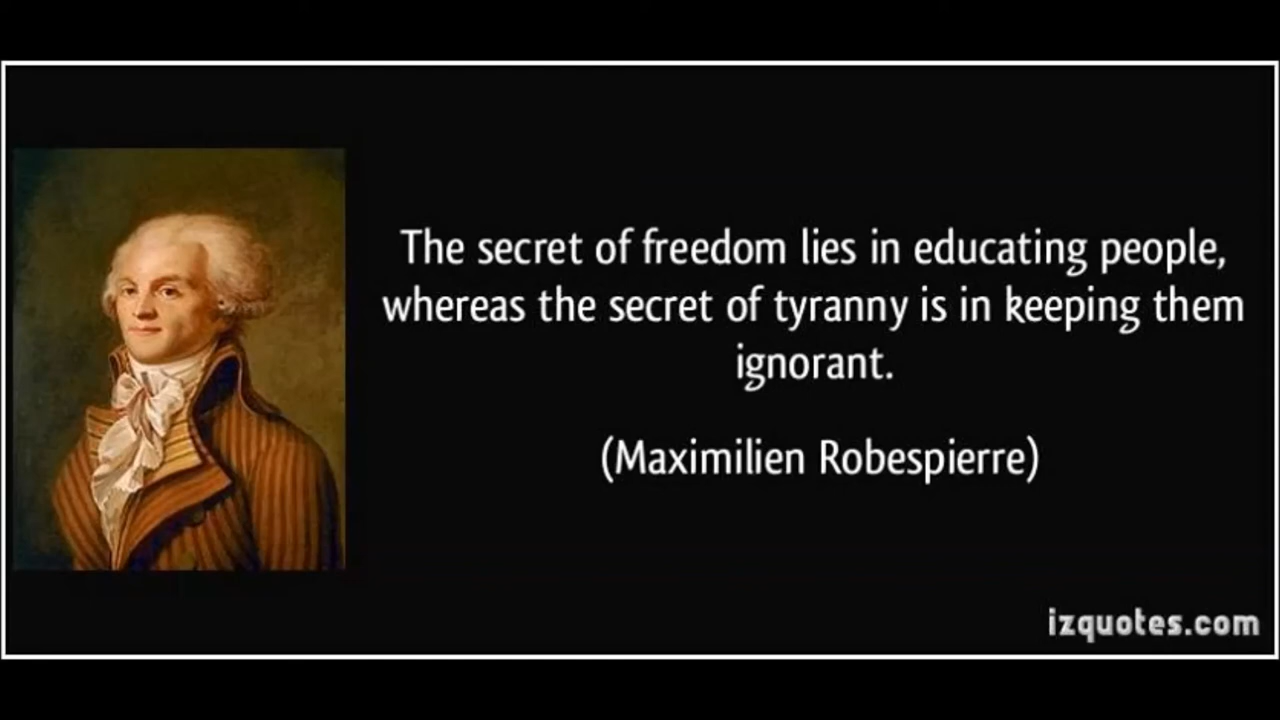 The secret of freedom lies in educating people,
whereas the secret of tyranny is in keeping them
ignorant.
(Maximilien Robespierre)
izquotes.com